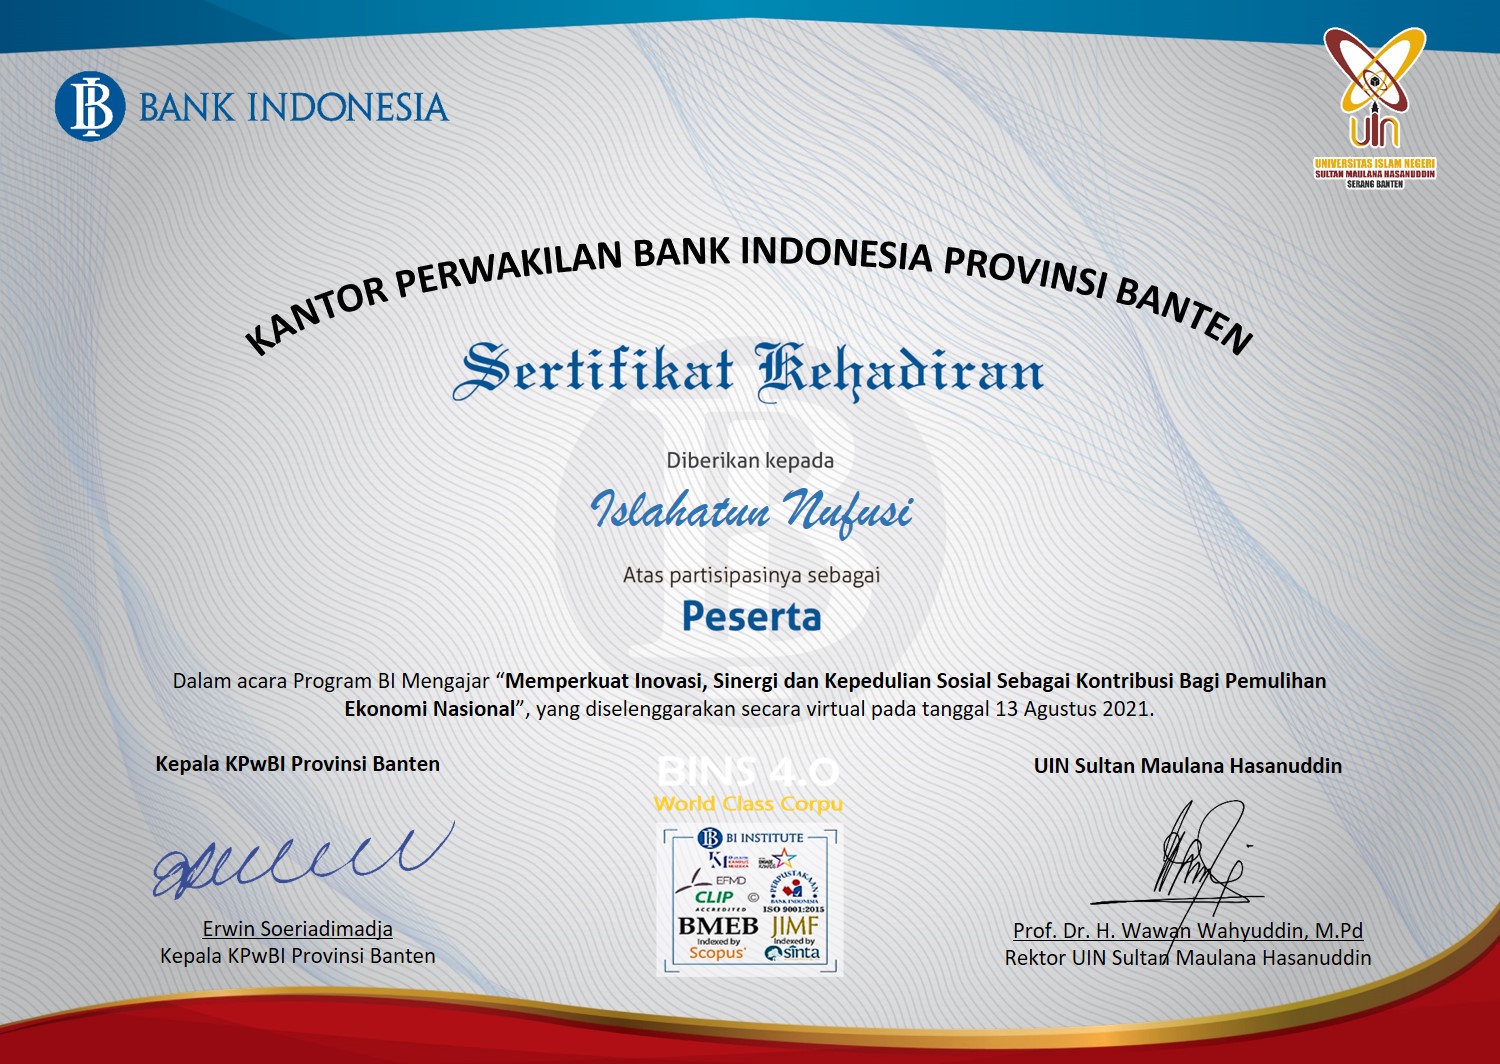 BANK INDONESIA
UIN
UNIVERSITAS ISLAM NEGERI
SULTAN MAULANA HASANUDDIN
SERANG BANTEN
KANTOR PERWAKILAN BANK INDONESIA PROVINSI BANTEN
Sertifikat Kehadiran
Diberikan kepada
Islahatun Nufusi
Atas partisipasinya sebagai
Peserta
Dalam acara Program BI Mengajar “Memperkuat Inovasi, Sinergi dan Kepedulian Sosial Sebagai Kontribusi Bagi Pemulihan
Ekonomi Nasional”, yang diselenggarakan secara virtual pada tanggal 13 Agustus 2021.
Kepala KPwBI Provinsi Banten
UIN Sultan Maulana Hasanuddin
BINS 4.0
World Class Corpu
BI INSTITUTE
EFMD
CLIP
ACCREDITED
PERPUSTAKAAN
BANK INDONESIA
ISO 9001:2015
BMEB
Indexed by
Scopus
JIMF
Indexed by
sinta
Erwin Soeriadimadja
Kepala KPwBI Provinsi Banten
Prof. Dr. H. Wawan Wahyuddin, M.Pd
Rektor UIN Sultan Maulana Hasanuddin